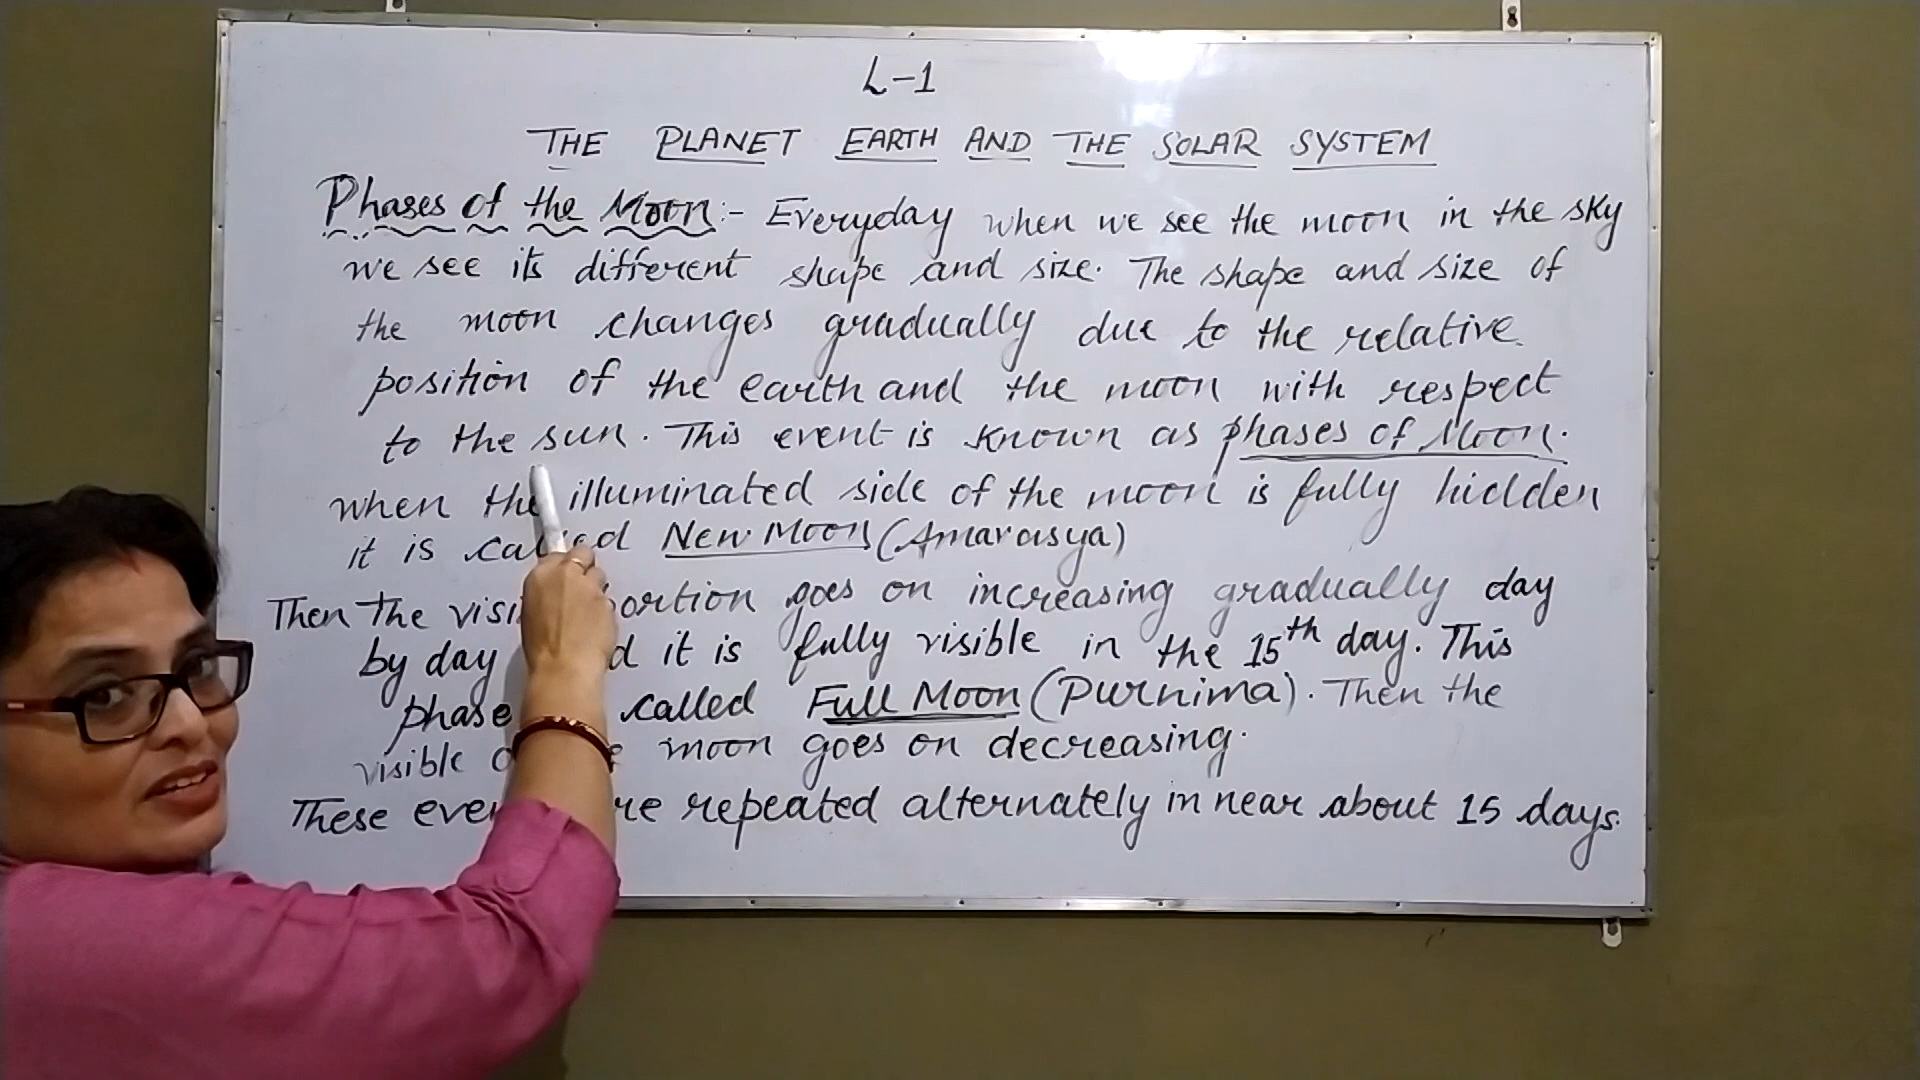 L-1
THE PLANET EARTH AND THE SOLAR SYSTEM
Phases of the Moon:- Everyday when we see the moon in the sky
we see its different shape and size. The shape and size of
the moon changes gradually due to the relative
position of the earth and the moon with respect
to the sun. This event is known as phases of Moon.
when the illuminated side of the moon is fully hidden
it is called New Moon (Amavasya)
Then the portion goes on increasing gradually day
by day it is fully visible in the 15th day. This
phase called Full Moon (Purnima). Then the
visible moon goes on decreasing.
These repeated alternately in near about 15 days.